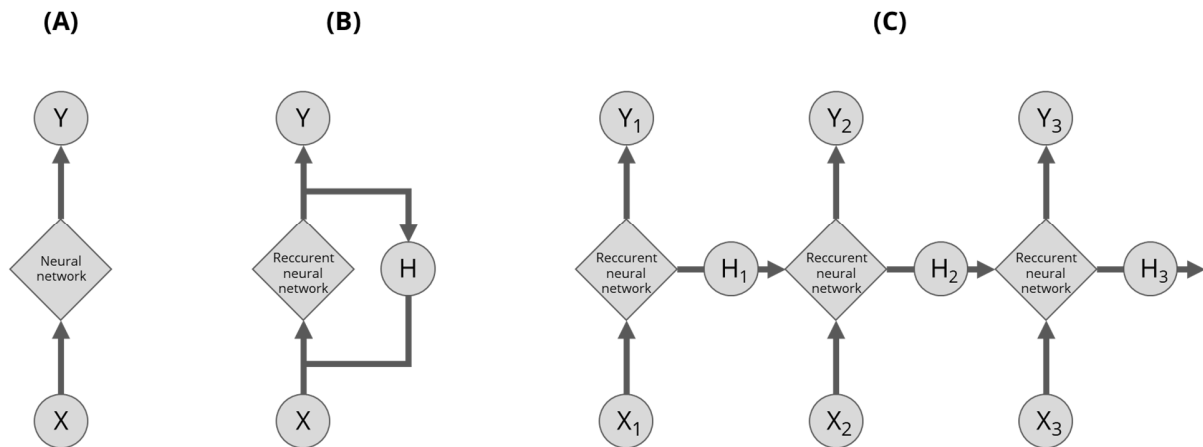 (A)
(B)
(C)
Y
Y
Y1
Y2
Y3
Neural
network
Reccurent
neural
network
H
Reccurent
neural
network
H1
Reccurent
neural
network
H2
Reccurent
neural
network
H3
X
X
X1
X2
X3